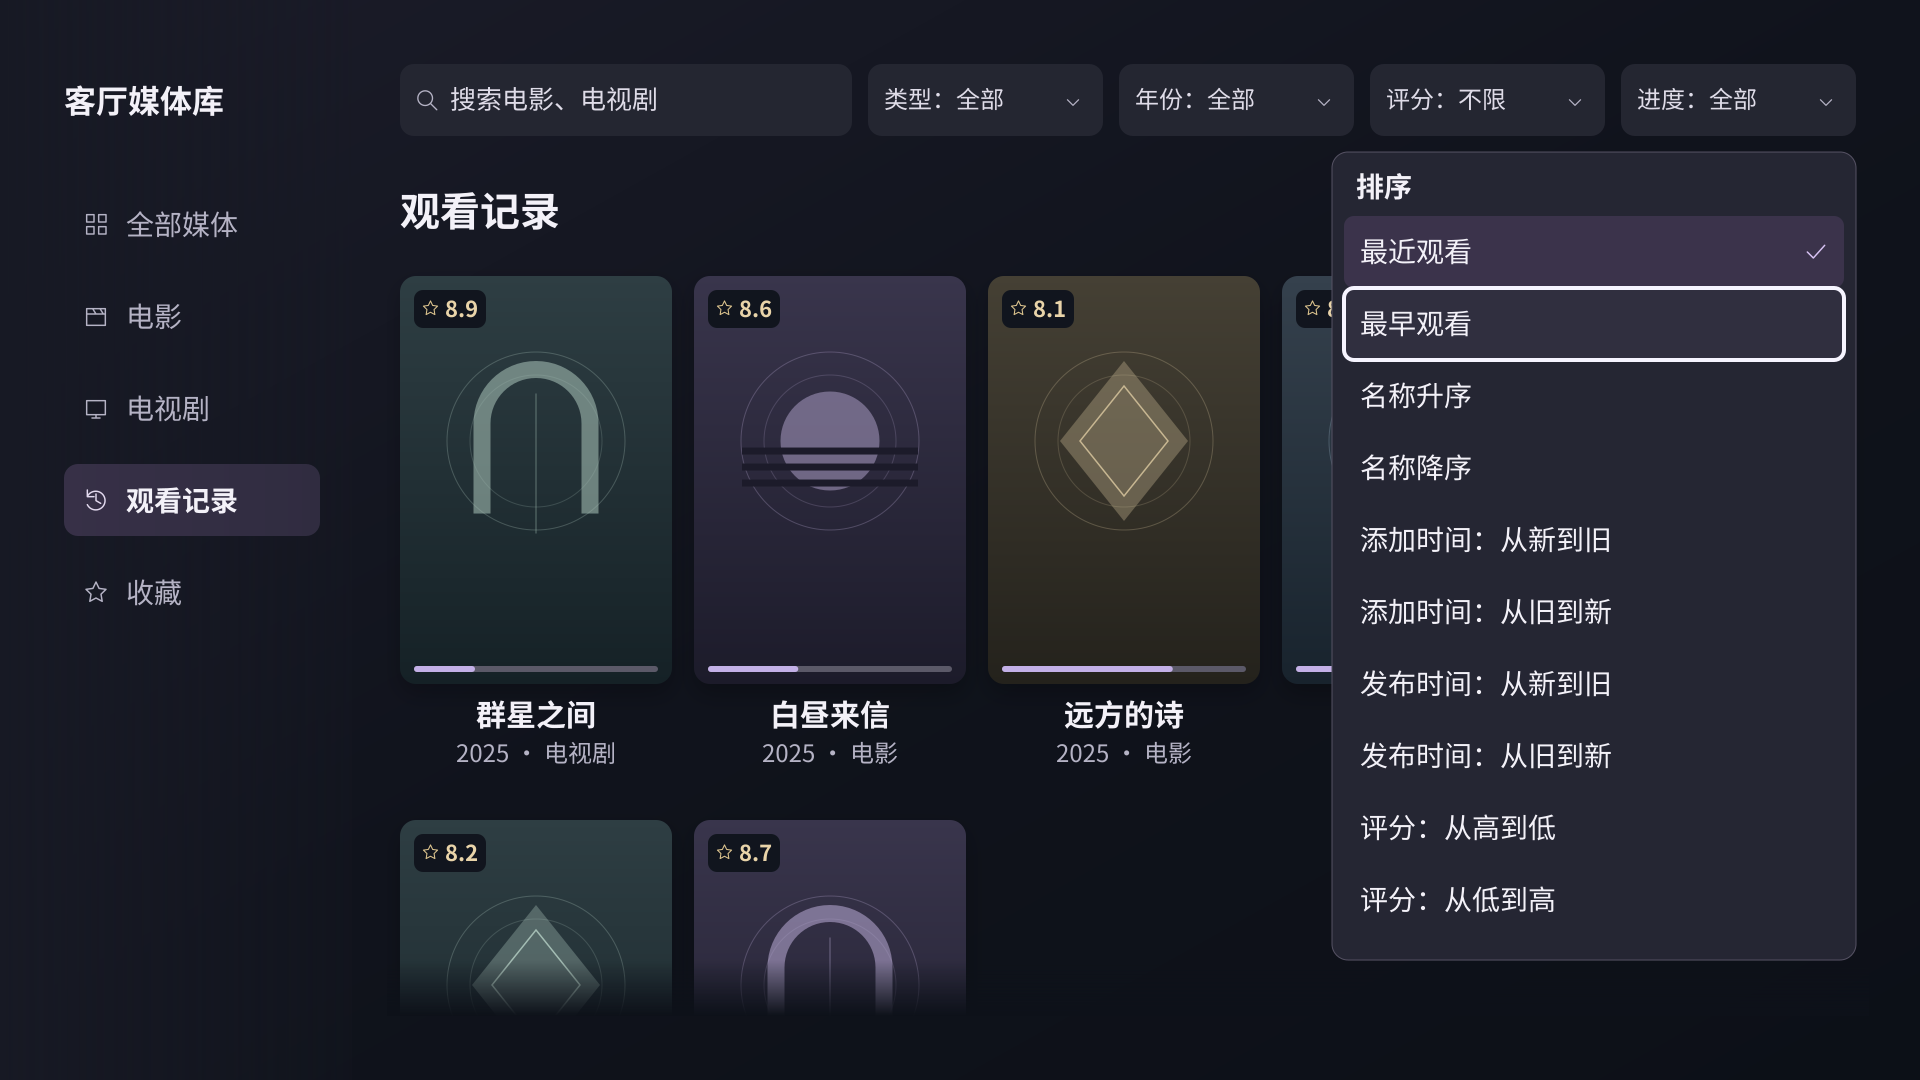 客厅媒体库
搜索电影、电视剧
类型：全部
年份：全部
评分：不限
进度：全部
全部媒体
电影
电视剧
观看记录
收藏
观看记录
8.9
8.6
8.1
群星之间
2025 · 电视剧
白昼来信
2025 · 电影
远方的诗
2025 · 电影
8.2
8.7
排序
最近观看
最早观看
名称升序
名称降序
添加时间：从新到旧
添加时间：从旧到新
发布时间：从新到旧
发布时间：从旧到新
评分：从高到低
评分：从低到高